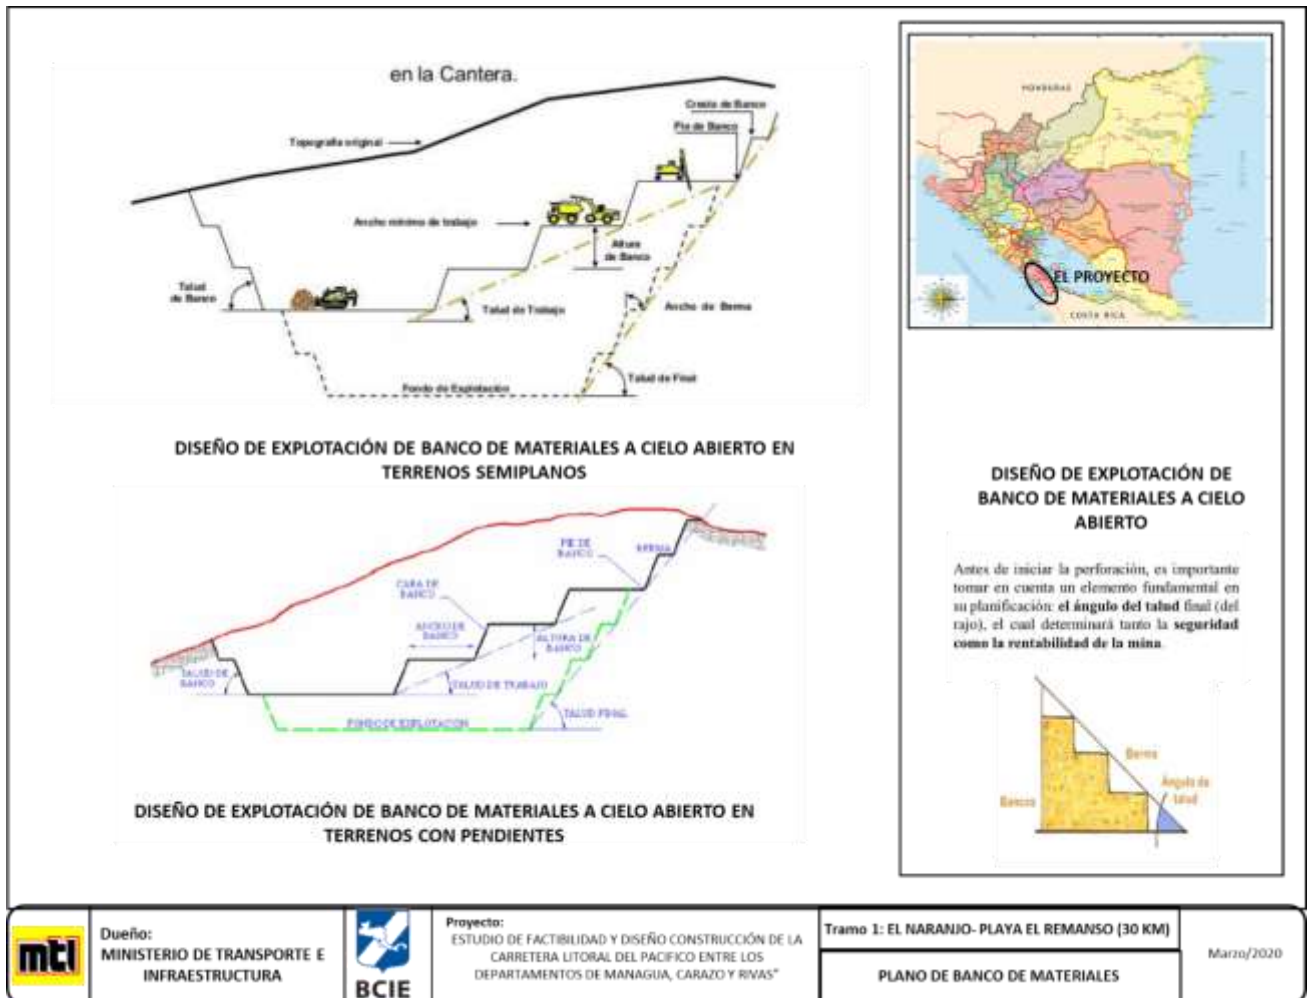 en la Cantera.
Cresta de Banco
Pie de Banco
Topografia original
Ancho minimo de trabajo
Altura
de Banco
Talud
de Banco
Talud de Trabajo
Ancho de Berma
Talud de Final
Fondo de Explotación
DISEÑO DE EXPLOTACIÓN DE BANCO DE MATERIALES A CIELO ABIERTO EN
TERRENOS SEMIPLANOS
PIE DE
BANCO
BERMA
CARA DE
BANCO
ANCHO DE
BANCO
ALTURA DE
BANCO
TALUD DE
BANCO
TALUD DE TRABAJO
TALUD FINAL
FONDO DE EXPLOTACION
DISEÑO DE EXPLOTACIÓN DE BANCO DE MATERIALES A CIELO ABIERTO EN
TERRENOS CON PENDIENTES
HONDURAS
EL PROYECTO
COSTA RICA
DISEÑO DE EXPLOTACIÓN DE
BANCO DE MATERIALES A CIELO
ABIERTO
Antes de iniciar la perforación, es importante
tomar en cuenta un elemento fundamental en
su planificación: el ángulo del talud final (del
rajo), el cual determinará tanto la seguridad
como la rentabilidad de la mina.
Berma
Bancos
Ángulo de
talud
mti
Dueño:
MINISTERIO DE TRANSPORTE E
INFRAESTRUCTURA
BCIE
Proyecto:
ESTUDIO DE FACTIBILIDAD Y DISEÑO CONSTRUCCIÓN DE LA
CARRETERA LITORAL DEL PACIFICO ENTRE LOS
DEPARTAMENTOS DE MANAGUA, CARAZO Y RIVAS"
Tramo 1: EL NARANJO- PLAYA EL REMANSO (30 KM)
PLANO DE BANCO DE MATERIALES
Marzo/2020